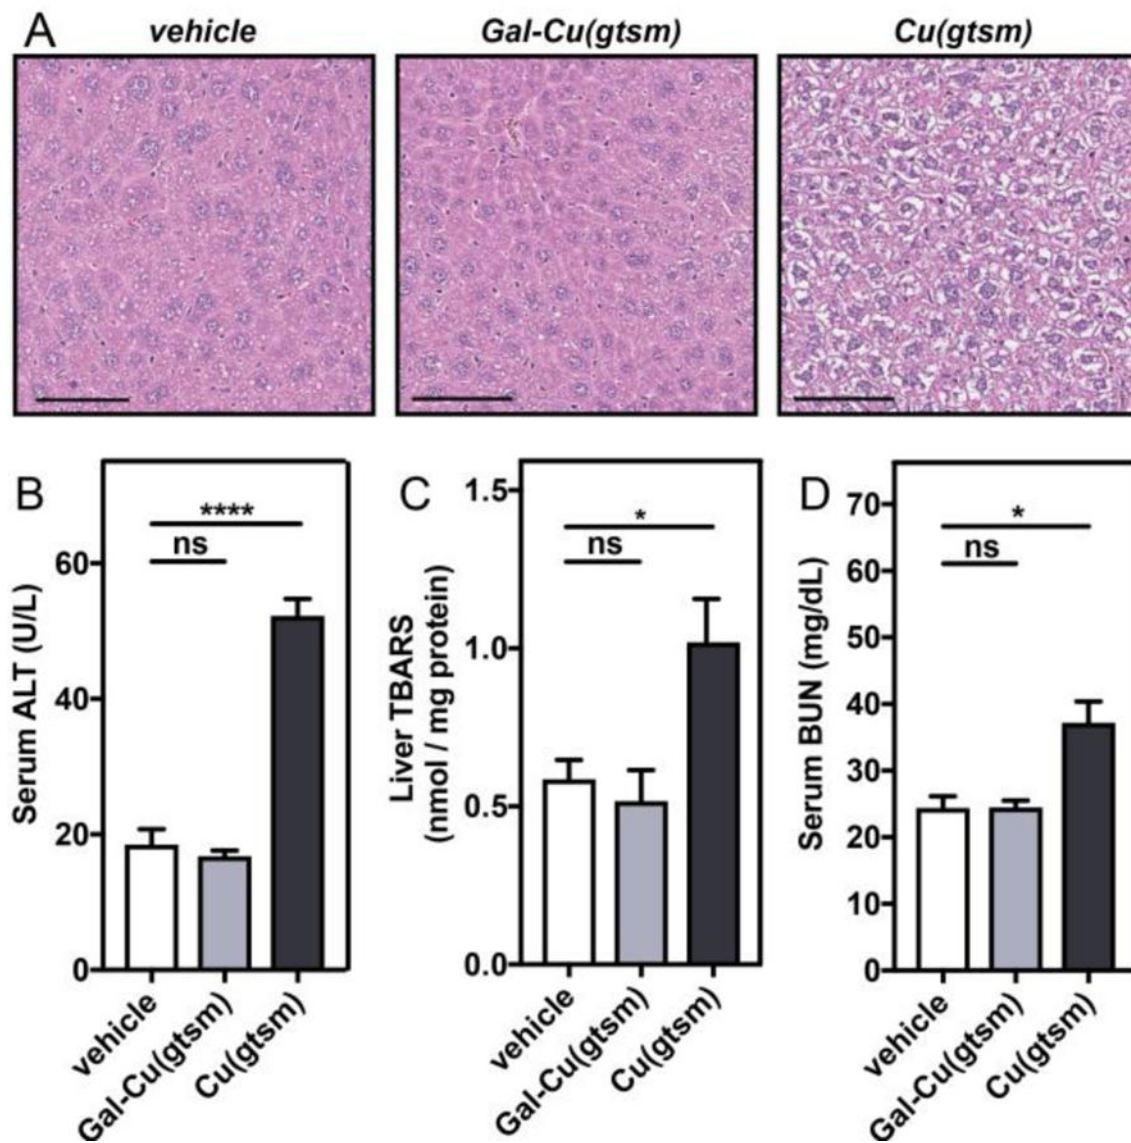 A
vehicle
Gal-Cu(gtsm)
Cu(gtsm)
B
Serum ALT (U/L)
60
40
20
0
****
ns
vehicle
Gal-Cu(gtsm)
Cu(gtsm)
C
Liver TBARS
(nmol / mg protein)
1.5
1.0
0.5
0.0
*
ns
vehicle
Gal-Cu(gtsm)
Cu(gtsm)
D
Serum BUN (mg/dL)
70
60
50
40
30
20
10
0
*
ns
vehicle
Gal-Cu(gtsm)
Cu(gtsm)